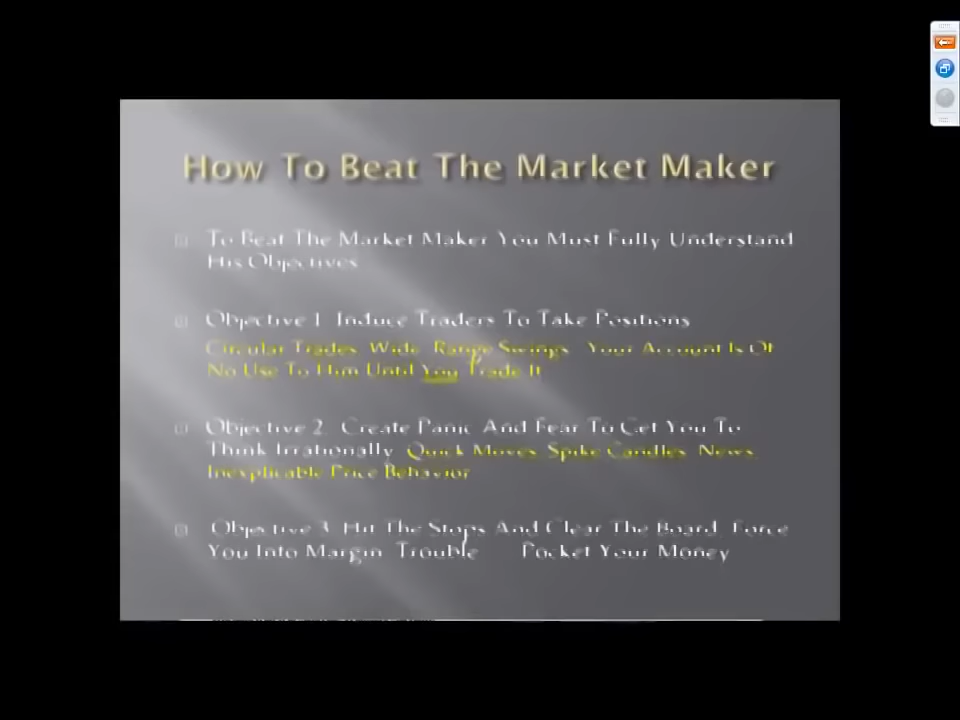 How To Beat The Market Maker
To Beat The Market Maker You Must Fully Understand
His Objectives
Objective 1 Induce Traders To Take Positions
Circular Trades, Wide Range Swings Your Account Is Of
No Use To Him Until You Trade It
Objective 2. Create Panic And Fear To Get You To
Think Irrationally Quick Moves, Spike Candles, News,
Inexplicable Price Behavior
Objective 3 Hit The Stops And Clear The Board. Force
You Into Margin Trouble Pocket Your Money